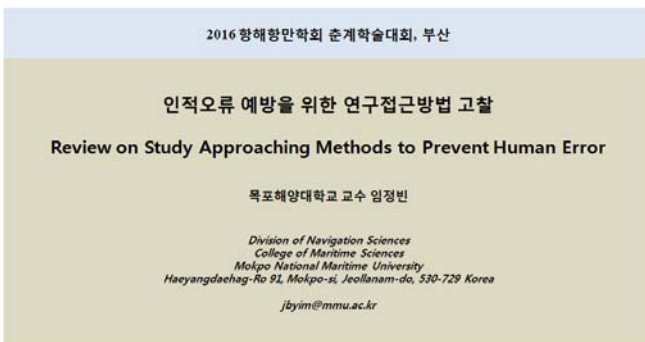 2016 항해항만학회 춘계학술대회, 부산
인적오류 예방을 위한 연구접근방법 고찰
Review on Study Approaching Methods to Prevent Human Error
목포해양대학교 교수 임정빈
Division of Navigation Sciences
College of Maritime Sciences
Mokpo National Maritime University
Haeyangdaehag-Ro 91, Mokpo-si, Jeollanam-do, 530-729 Korea
jbyim@mmu.ac.kr